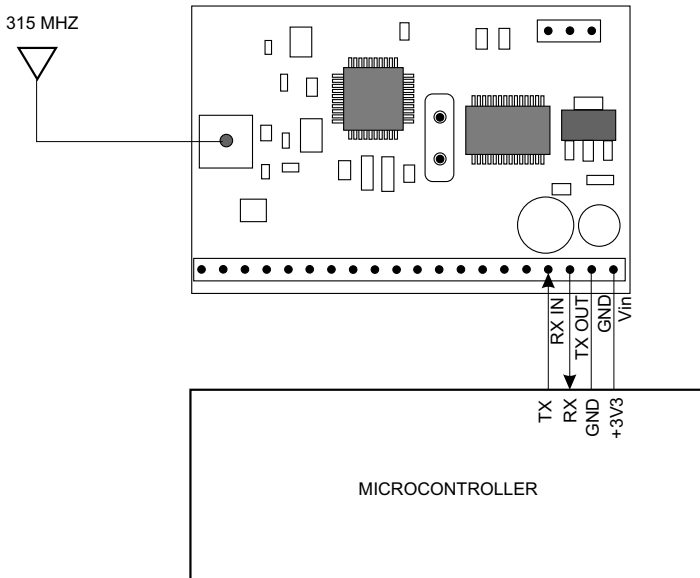 315 MHZ
RX IN
TX OUT
GND
Vin
TX
RX
GND
+3V3
MICROCONTROLLER